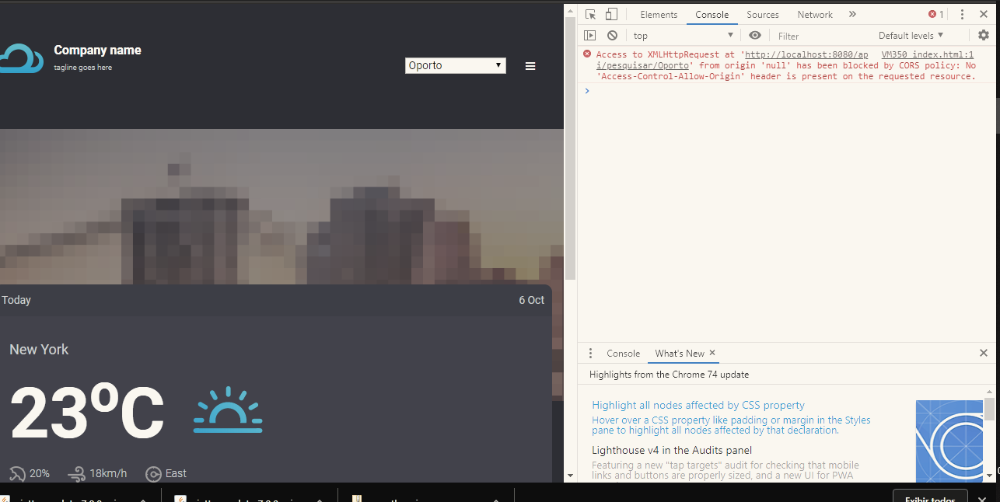 Company name
tagline goes here
Oporto
Today
6 Oct
New York
23°C
20%
18km/h
East
Elements Console Sources Network » 1
top Filter Default levels
Access to XMLHttpRequest at 'http://localhost:8080/ap VM350 index.html:1
i/pesquisar/Oporto' from origin 'null' has been blocked by CORS policy: No
'Access-Control-Allow-Origin' header is present on the requested resource.
Console What's New
Highlights from the Chrome 74 update
Highlight all nodes affected by CSS property
Hover over a CSS property like padding or margin in the Styles
pane to highlight all nodes affected by that declaration.
Lighthouse v4 in the Audits panel
Featuring a new "tap targets" audit for checking that mobile
links and buttons are properly sized, and a new UI for PWA
Exibir todos